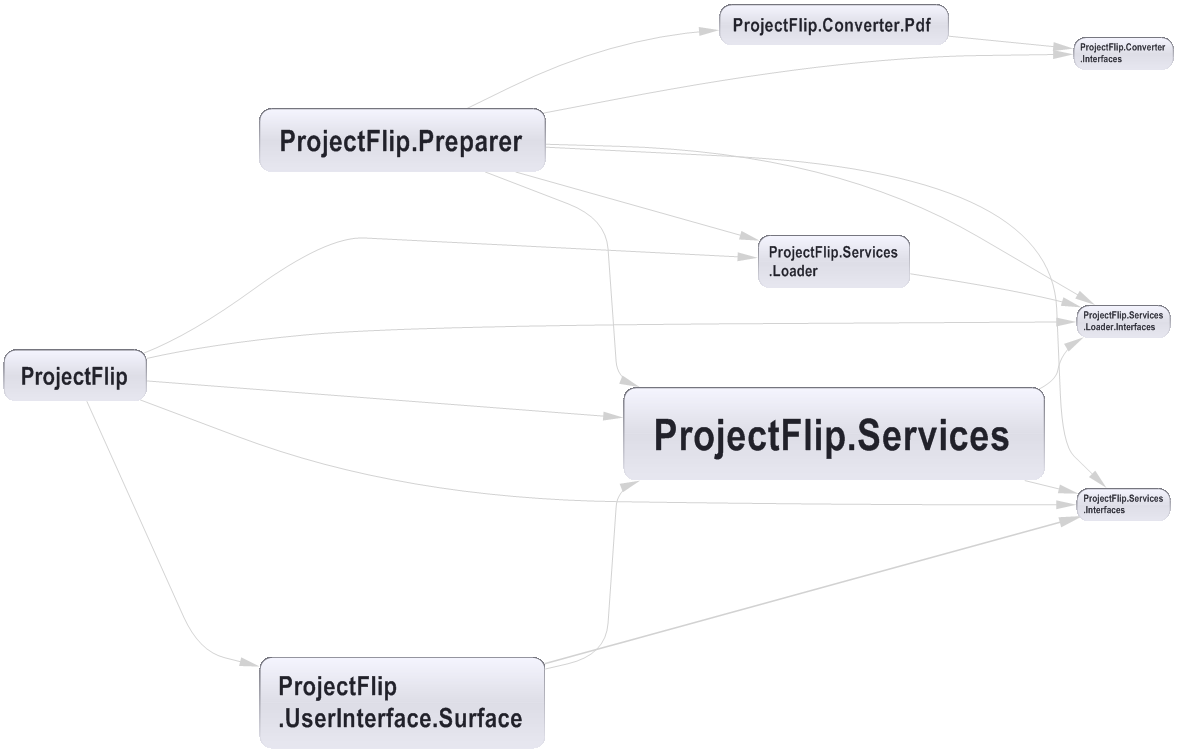 ProjectFlip.Converter.Pdf
ProjectFlip.Converter
.Interfaces
ProjectFlip.Preparer
ProjectFlip.Services
.Loader
ProjectFlip.Services
.Loader.Interfaces
ProjectFlip
ProjectFlip.Services
ProjectFlip.Services
.Interfaces
ProjectFlip
.UserInterface.Surface